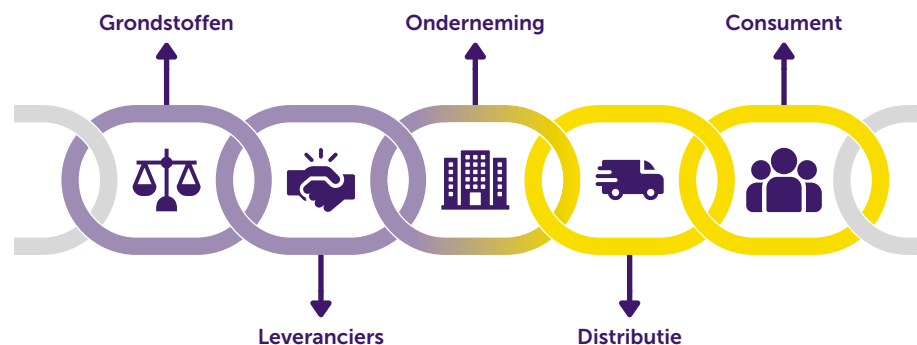 Grondstoffen
Onderneming
Consument
Leveranciers
Distributie